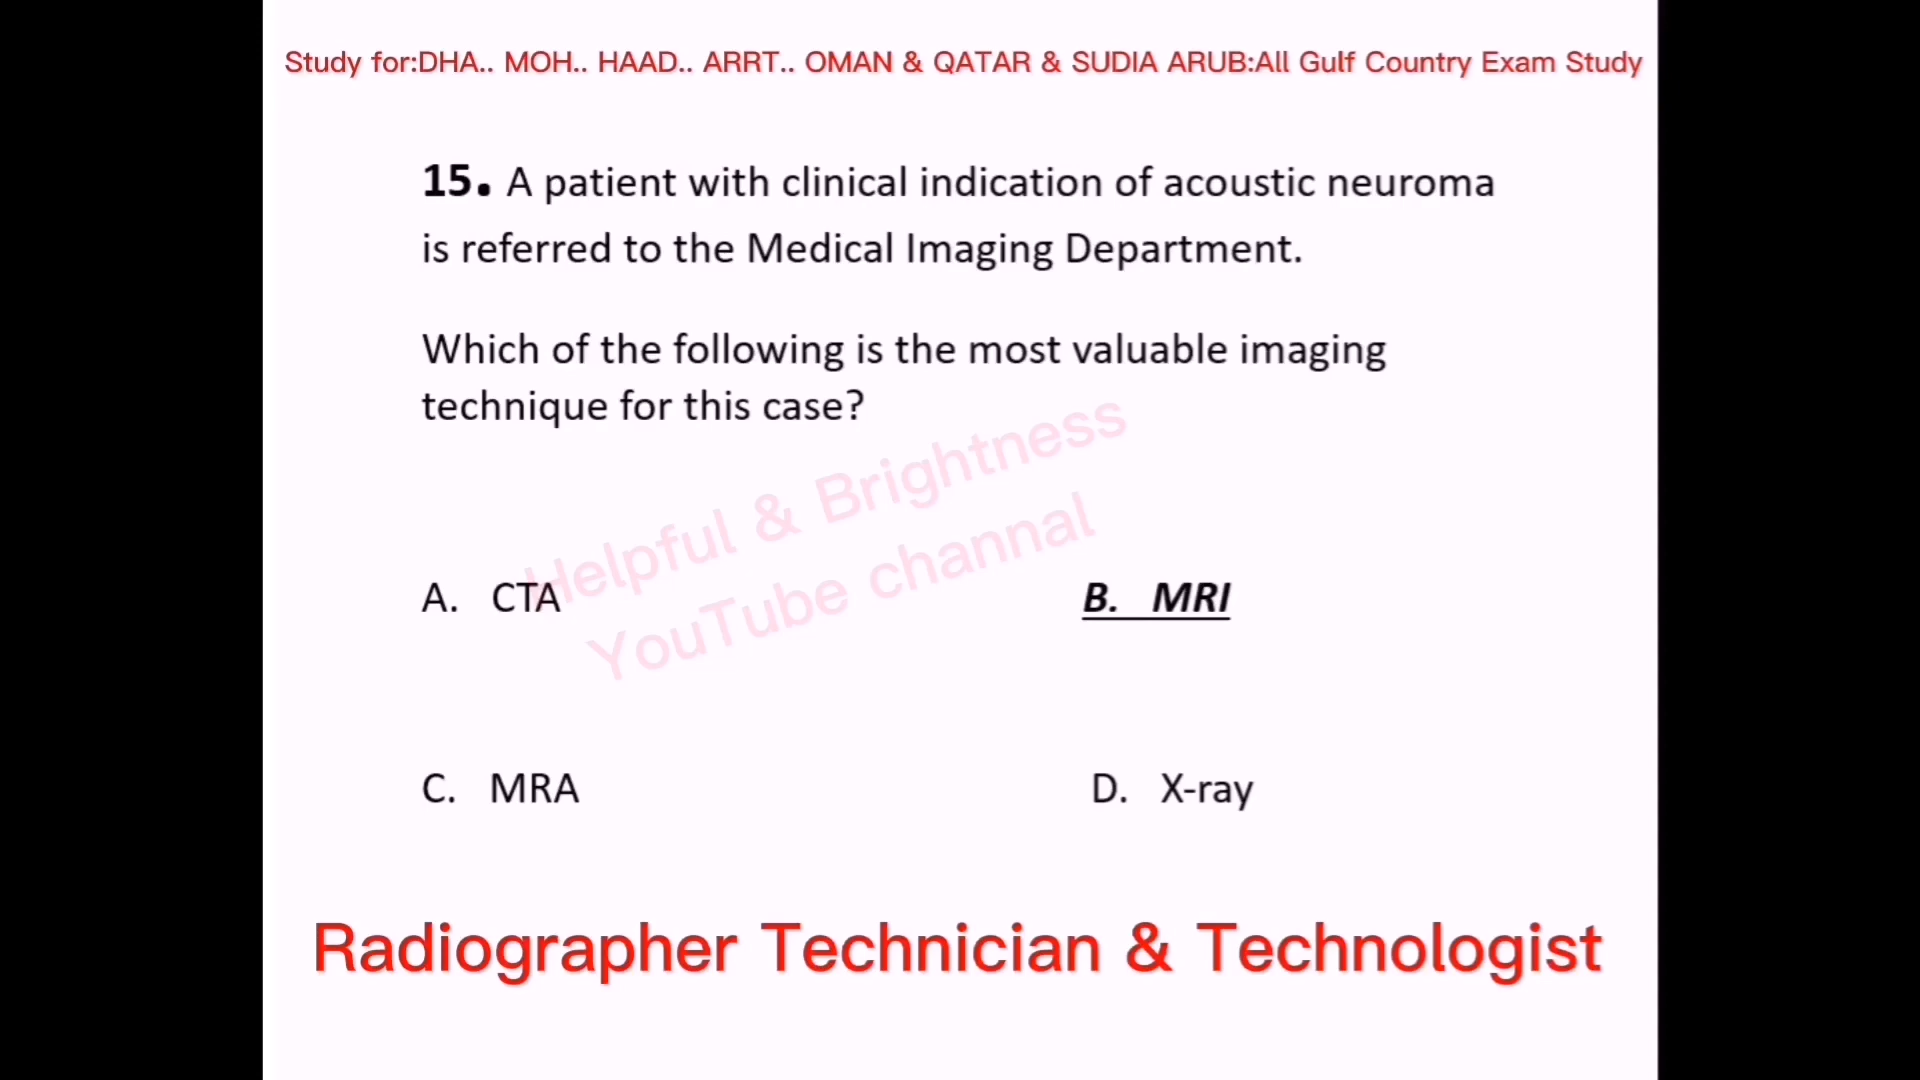 Study for:DHA.. MOH.. HAAD.. ARRT.. OMAN & QATAR & SUDIA ARUB:All Gulf Country Exam Study
15. A patient with clinical indication of acoustic neuroma
is referred to the Medical Imaging Department.
Which of the following is the most valuable imaging
technique for this case?
Helpful & Brightness
YouTube channal
A. CTA
B. MRI
C. MRA
D. X-ray
Radiographer Technician & Technologist